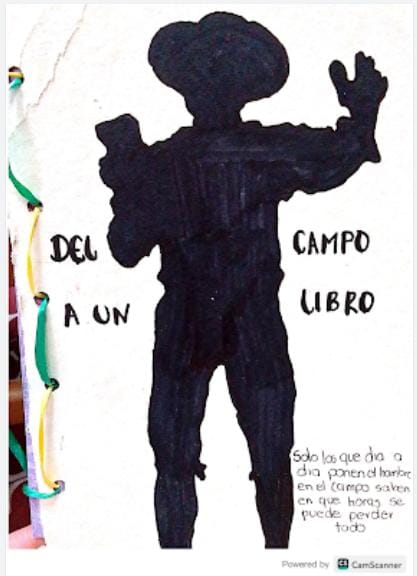 DEL CAMPO
A UN LIBRO
Solo los que dia a
dia ponen el hombre
en el campo saben
en que horas se
puede perder
todo
Powered by CS CamScanner